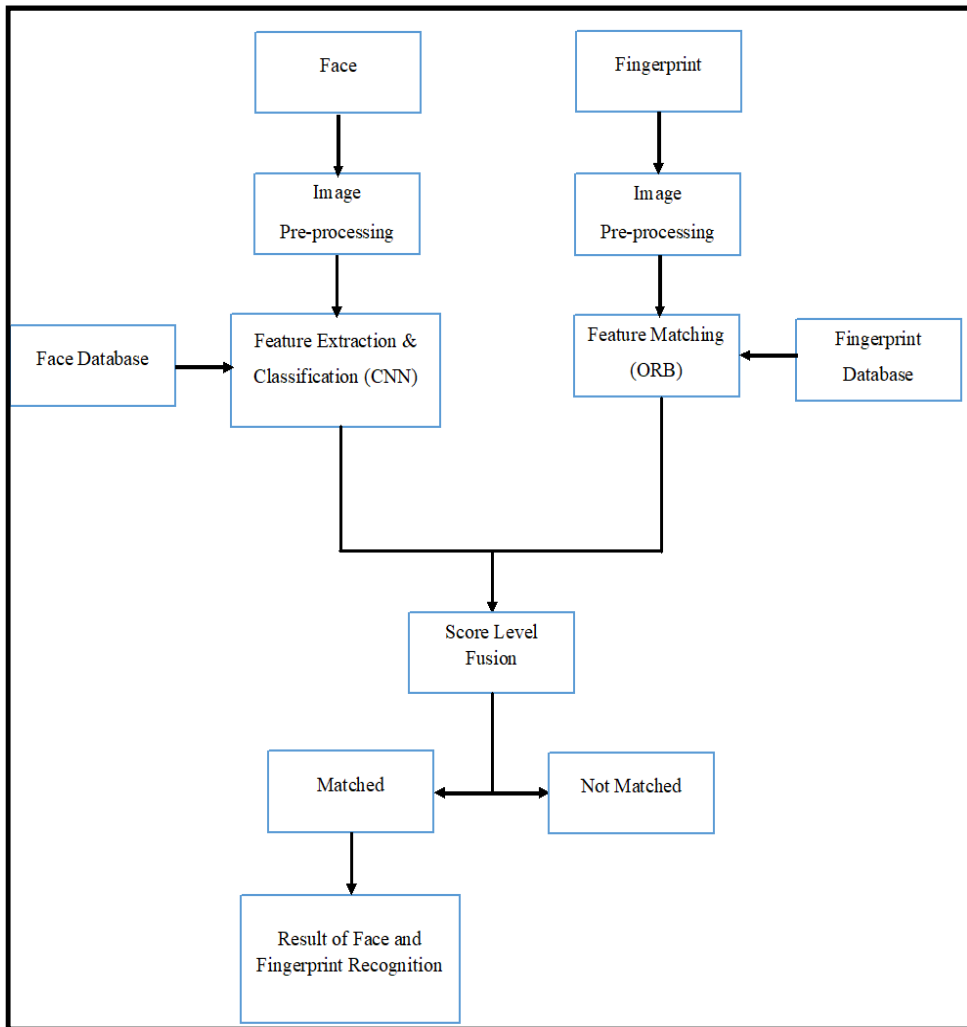 Face
Fingerprint
Image
Pre-processing
Image
Pre-processing
Face Database
Feature Extraction &
Classification (CNN)
Feature Matching
(ORB)
Fingerprint
Database
Score Level
Fusion
Matched
Not Matched
Result of Face and
Fingerprint Recognition